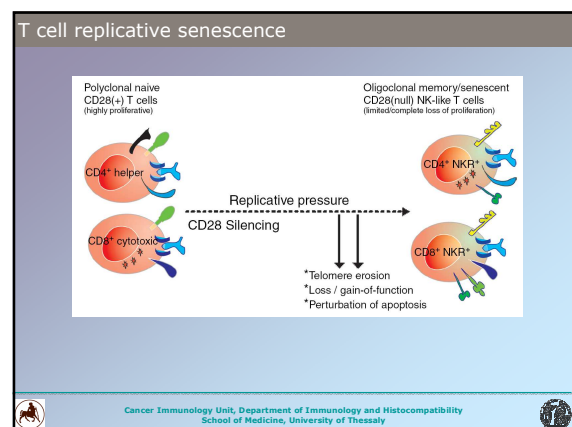 T cell replicative senescence
Polyclonal naive
CD28(+) T cells
(highly proliferative)
Oligoclonal memory/senescent
CD28(null) NK-like T cells
(limited/complete loss of proliferation)
CD4⁺ helper
CD4⁺ NKR⁺
Replicative pressure
CD28 Silencing
CD8⁺ cytotoxic
CD8⁺ NKR⁺
*Telomere erosion
*Loss / gain-of-function
*Perturbation of apoptosis
Cancer Immunology Unit, Department of Immunology and Histocompatibility
School of Medicine, University of Thessaly